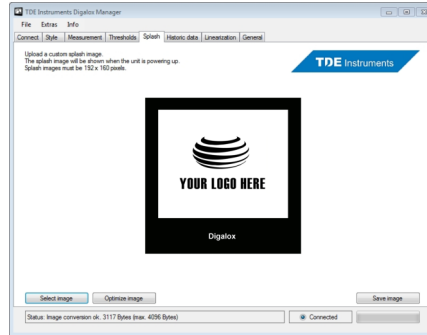 TDE Instruments Digalox Manager
File Extras Info
Connect Style Measurement Thresholds Splash Historic data Linearization General
Upload a custom splash image.
The splash image will be shown when the unit is powering up.
Splash images must be 192 x 160 pixels.
TDE Instruments
YOUR LOGO HERE
Digalox
Select image Optimize image Save image
Status: Image conversion ok. 3117 Bytes (max. 4096 Bytes) Connected